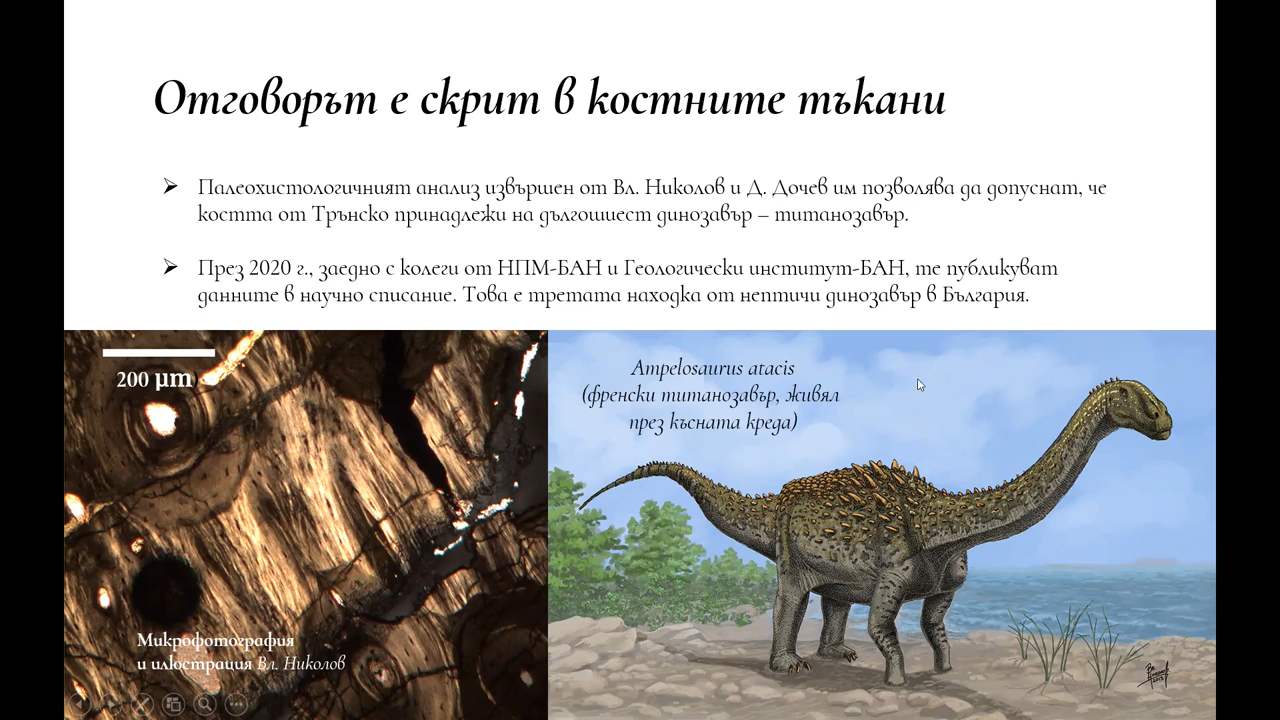 Отговорът е скрит в костните тъкани
Палеохистологичният анализ извършен от Вл. Николов и Д. Дочев им позволява да допуснат, че
костта от Трънско принадлежи на дългошиест динозавър – титанозавър.
През 2020 г., заедно с колеги от НПМ-БАН и Геологически институт-БАН, те публикуват
данните в научно списание. Това е третата находка от нептичи динозавър в България.
200 µm
Ampelosaurus atacis
(френски титанозавър, живял
през късната креда)
Микрофотография
и илюстрация Вл. Николов